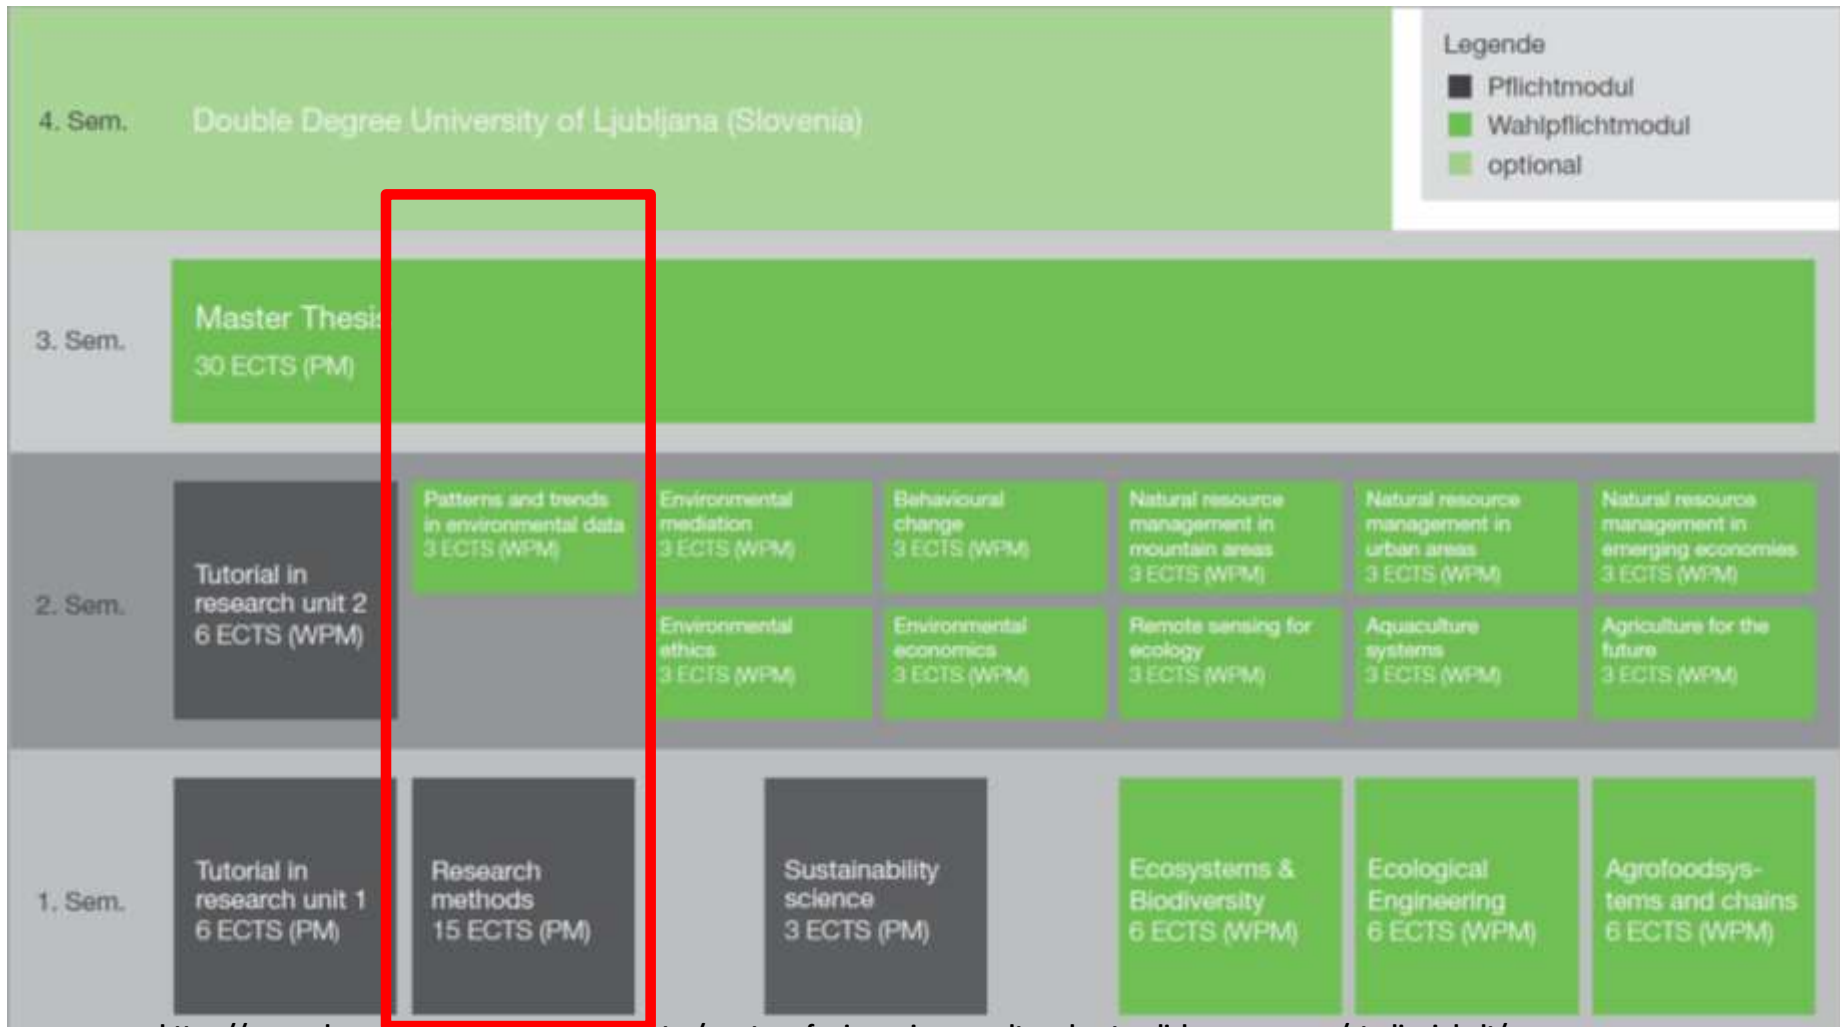 Legende
Pflichtmodul
Wahlpflichtmodul
optional
4. Sem.
Double Degree University of Ljubljana (Slovenia)
3. Sem.
Master Thesis
30 ECTS (PM)
2. Sem.
Tutorial in
research unit 2
6 ECTS (WPM)
Patterns and trends
in environmental data
3 ECTS (WPM)
Environmental
mediation
3 ECTS (WPM)
Behavioural
change
3 ECTS (WPM)
Natural resource
management in
mountain areas
3 ECTS (WPM)
Natural resource
management in
urban areas
3 ECTS (WPM)
Natural resource
management in
emerging economies
3 ECTS (WPM)
Environmental
ethics
3 ECTS (WPM)
Environmental
economics
3 ECTS (WPM)
Remote sensing for
ecology
3 ECTS (WPM)
Aquaculture
systems
3 ECTS (WPM)
Agriculture for the
future
3 ECTS (WPM)
1. Sem.
Tutorial in
research unit 1
6 ECTS (PM)
Research
methods
15 ECTS (PM)
Sustainability
science
3 ECTS (PM)
Ecosystems &
Biodiversity
6 ECTS (WPM)
Ecological
Engineering
6 ECTS (WPM)
Agrofoodsys-
tems and chains
6 ECTS (WPM)